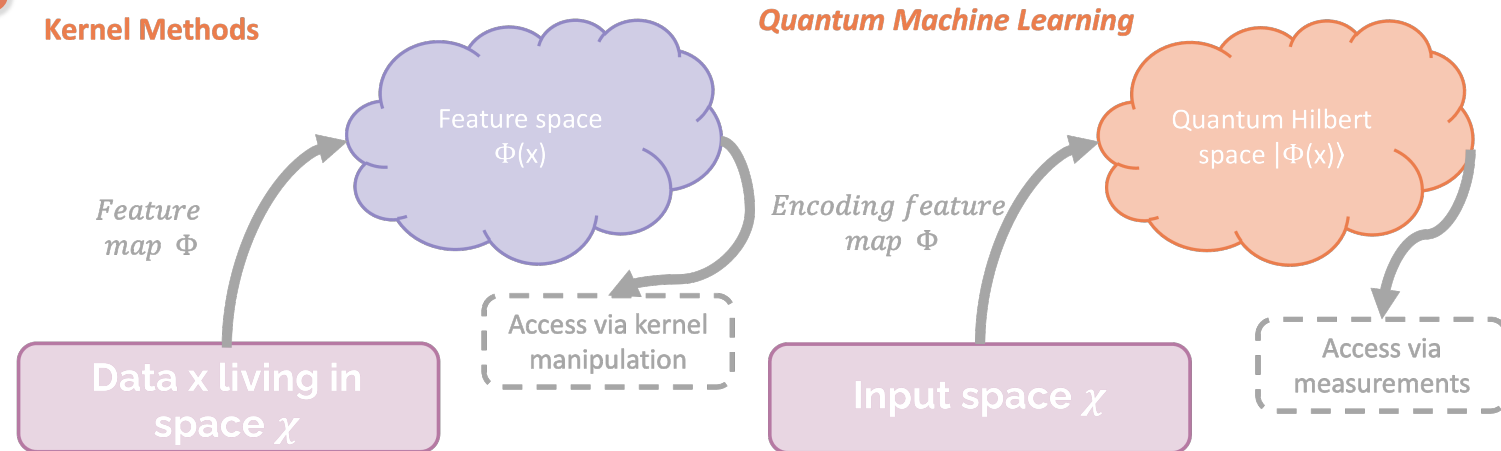 Kernel Methods
Feature space
Φ(x)
Feature
map Φ
Access via kernel
manipulation
Data x living in
space χ
Quantum Machine Learning
Quantum Hilbert
space |Φ(x)⟩
Encoding feature
map Φ
Access via
measurements
Input space χ